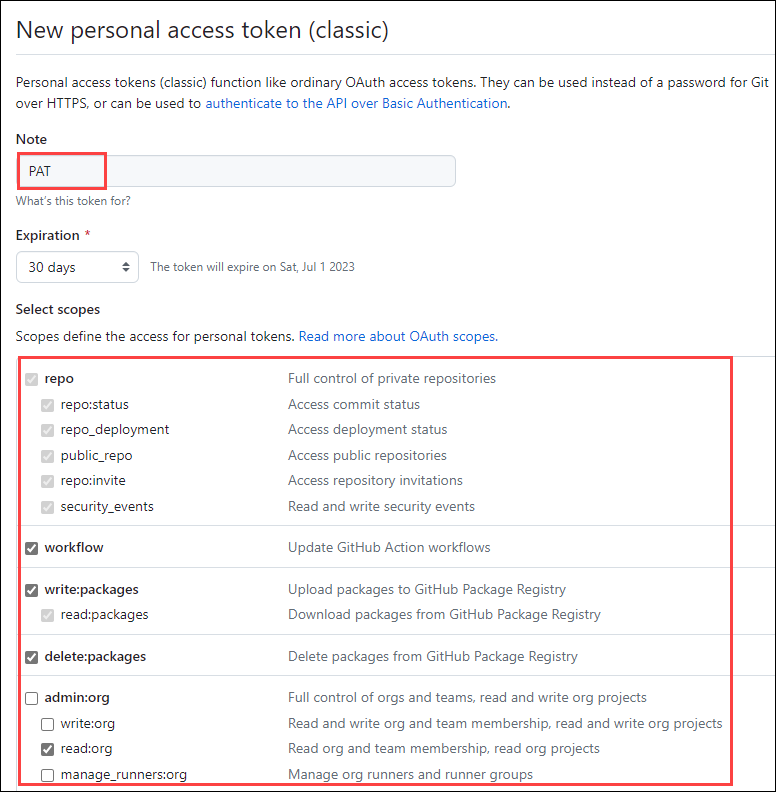 New personal access token (classic)
Personal access tokens (classic) function like ordinary OAuth access tokens. They can be used instead of a password for Git
over HTTPS, or can be used to authenticate to the API over Basic Authentication.
Note
PAT
What's this token for?
Expiration *
30 days The token will expire on Sat, Jul 1 2023
Select scopes
Scopes define the access for personal tokens. Read more about OAuth scopes.
repo Full control of private repositories
repo:status Access commit status
repo_deployment Access deployment status
public_repo Access public repositories
repo:invite Access repository invitations
security_events Read and write security events
workflow Update GitHub Action workflows
write:packages Upload packages to GitHub Package Registry
read:packages Download packages from GitHub Package Registry
delete:packages Delete packages from GitHub Package Registry
admin:org Full control of orgs and teams, read and write org projects
write:org Read and write org and team membership, read and write org projects
read:org Read org and team membership, read org projects
manage_runners:org Manage org runners and runner groups